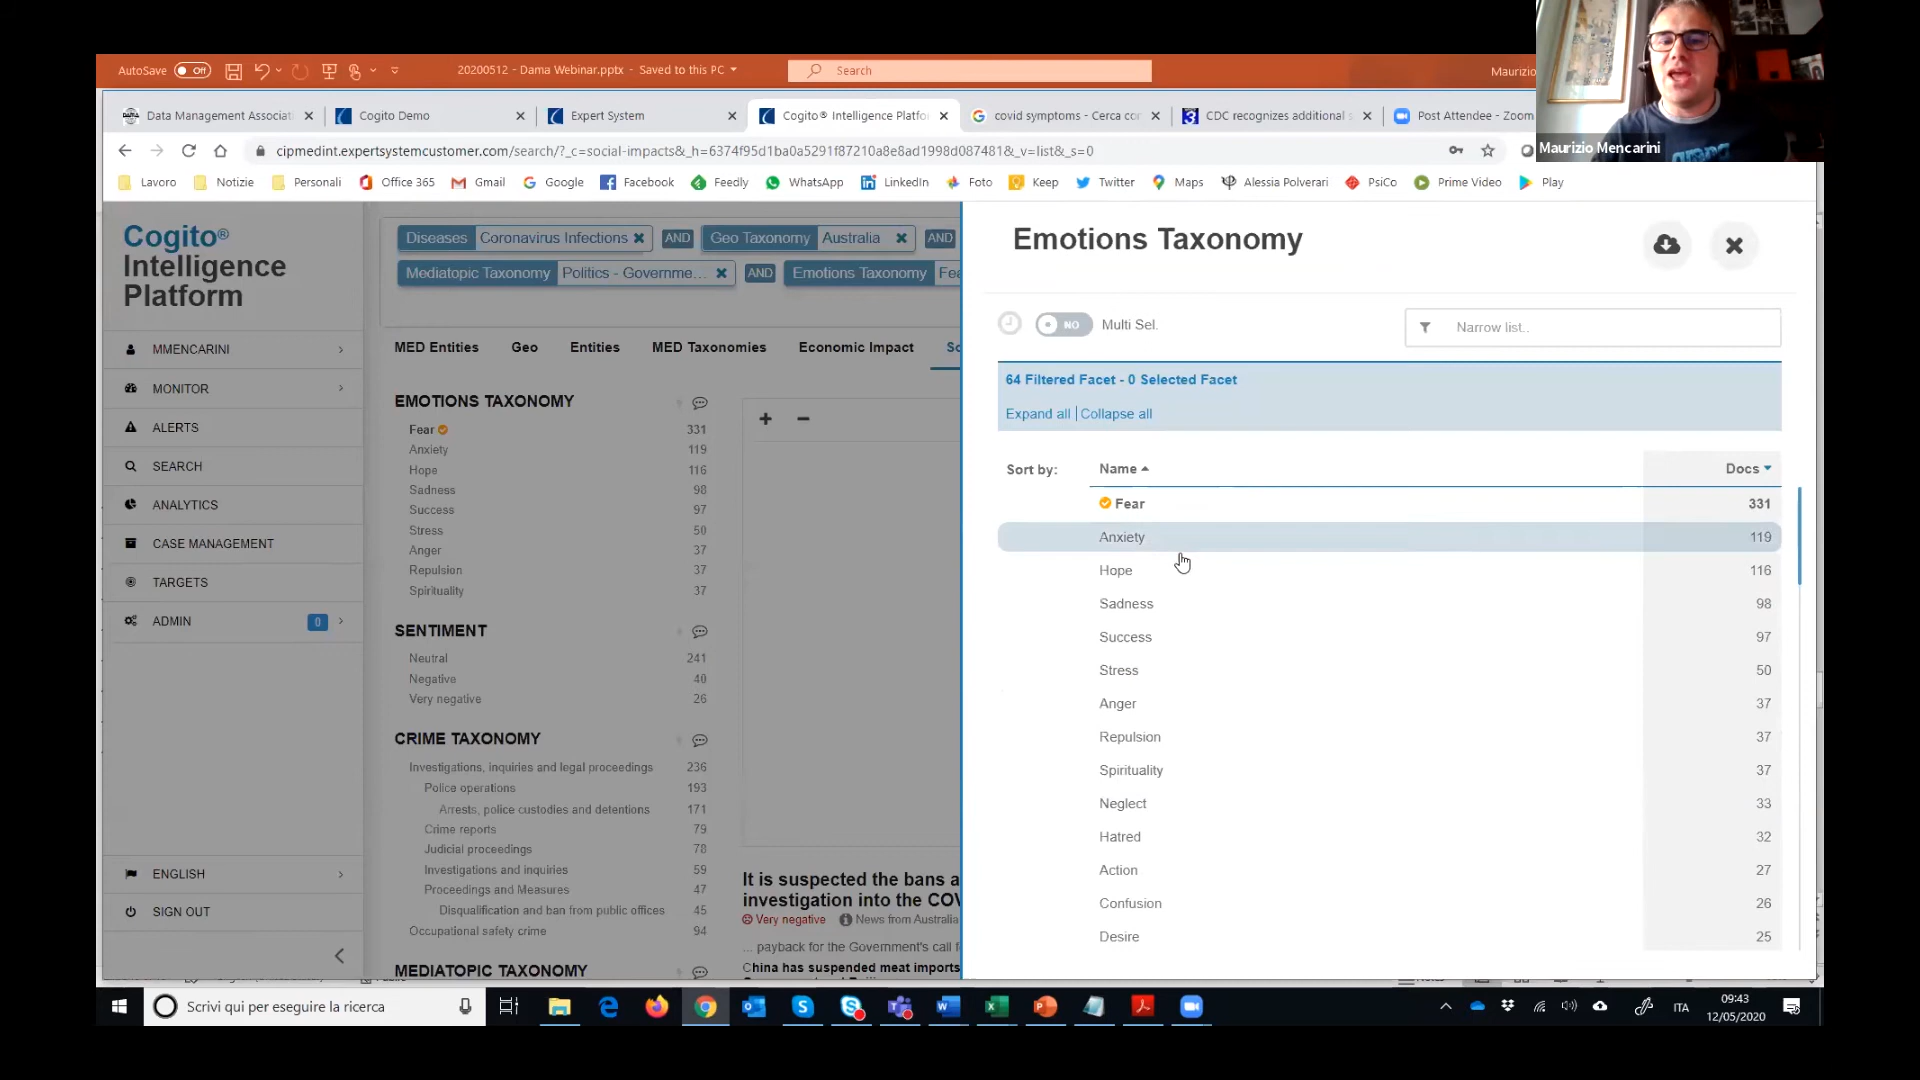 AutoSave Off
20200512 - Dama Webinar.pptx - Saved to this PC
Search
Maurizio
Maurizio Mencarini
Data Management Associati
Cogito Demo
Expert System
Cogito® Intelligence Platfo
covid symptoms - Cerca co
CDC recognizes additional s
Post Attendee - Zoom
cipmedint.expertsystemcustomer.com/search/?_c=social-impacts&_h=6374f95d1ba0a5291f87210a8e8ad1998d087481&_v=list&_s=0
Lavoro Notizie Personali Office 365 Gmail Google Facebook Feedly WhatsApp LinkedIn Foto Keep Twitter Maps Alessia Polverari PsiCo Prime Video Play
Cogito®
Intelligence
Platform
MMENCARINI
MONITOR
ALERTS
SEARCH
ANALYTICS
CASE MANAGEMENT
TARGETS
ADMIN 0
ENGLISH
SIGN OUT
Diseases Coronavirus Infections AND Geo Taxonomy Australia AND
Mediatopic Taxonomy Politics - Governme... AND Emotions Taxonomy Fea
MED Entities Geo Entities MED Taxonomies Economic Impact So
EMOTIONS TAXONOMY
Fear 331
Anxiety 119
Hope 116
Sadness 98
Success 97
Stress 50
Anger 37
Repulsion 37
Spirituality 37
SENTIMENT
Neutral 241
Negative 40
Very negative 26
CRIME TAXONOMY
Investigations, inquiries and legal proceedings 236
Police operations 193
Arrests, police custodies and detentions 171
Crime reports 79
Judicial proceedings 78
Investigations and inquiries 59
Proceedings and Measures 47
Disqualification and ban from public offices 45
Occupational safety crime 94
MEDIATOPIC TAXONOMY
It is suspected the bans a
investigation into the COV
Very negative News from Australia
... payback for the Government's call f
China has suspended meat imports
Emotions Taxonomy
NO Multi Sel.
Narrow list..
64 Filtered Facet - 0 Selected Facet
Expand all | Collapse all
Sort by: Name Docs
Fear 331
Anxiety 119
Hope 116
Sadness 98
Success 97
Stress 50
Anger 37
Repulsion 37
Spirituality 37
Neglect 33
Hatred 32
Action 27
Confusion 26
Desire 25
Scrivi qui per eseguire la ricerca
ITA
09:43
12/05/2020